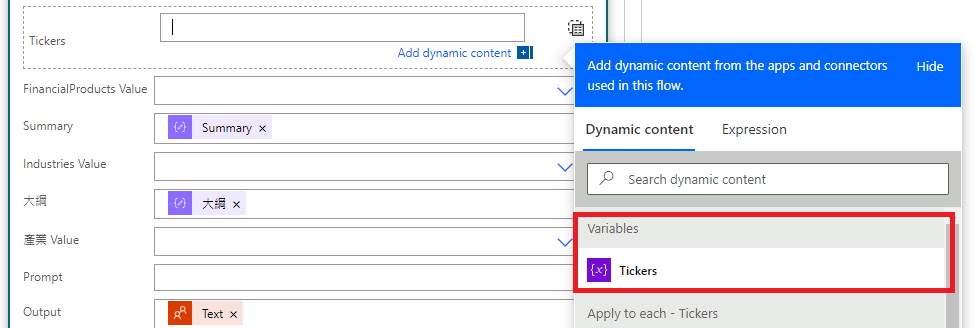 Tickers
Add dynamic content
FinancialProducts Value
Summary
Summary ×
Industries Value
大綱
大綱 ×
產業 Value
Prompt
Output
Text ×
Add dynamic content from the apps and connectors
used in this flow.
Hide
Dynamic content
Expression
Search dynamic content
Variables
{x} Tickers
Apply to each - Tickers